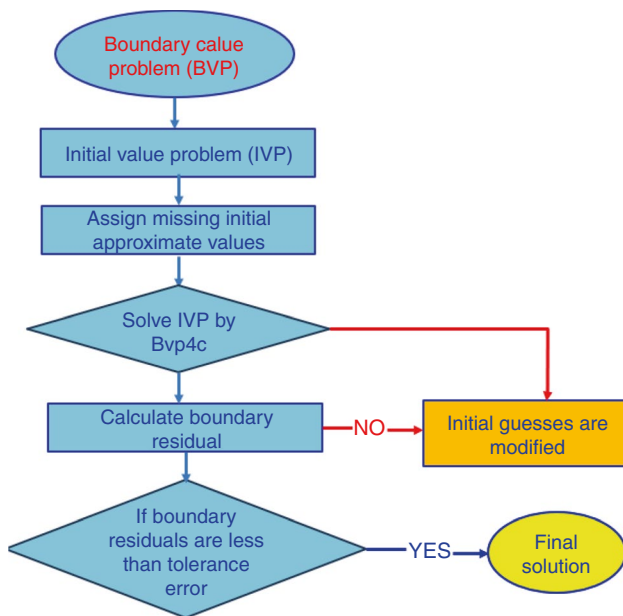 Boundary calue
problem (BVP)
Initial value problem (IVP)
Assign missing initial
approximate values
Solve IVP by
Bvp4c
Calculate boundary
residual
NO
Initial guesses are
modified
If boundary
residuals are less
than tolerance
error
YES
Final
solution